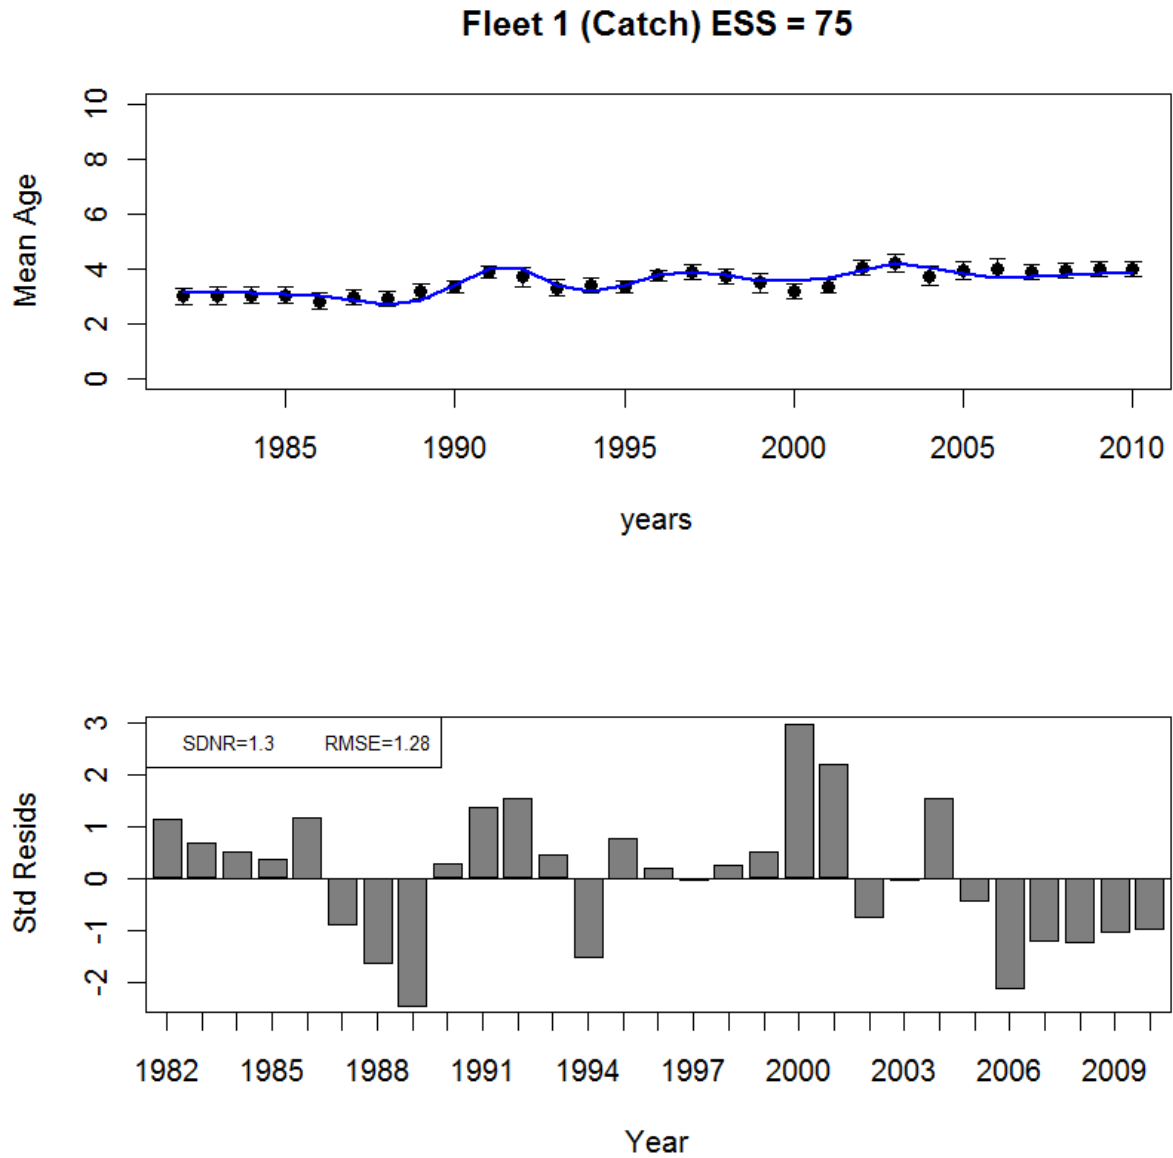 Fleet 1 (Catch) ESS = 75
Mean Age
10
8
6
4
2
0
1985 1990 1995 2000 2005 2010
years
SDNR=1.3 RMSE=1.28
Std Resids
3
2
1
0
-1
-2
1982 1985 1988 1991 1994 1997 2000 2003 2006 2009
Year